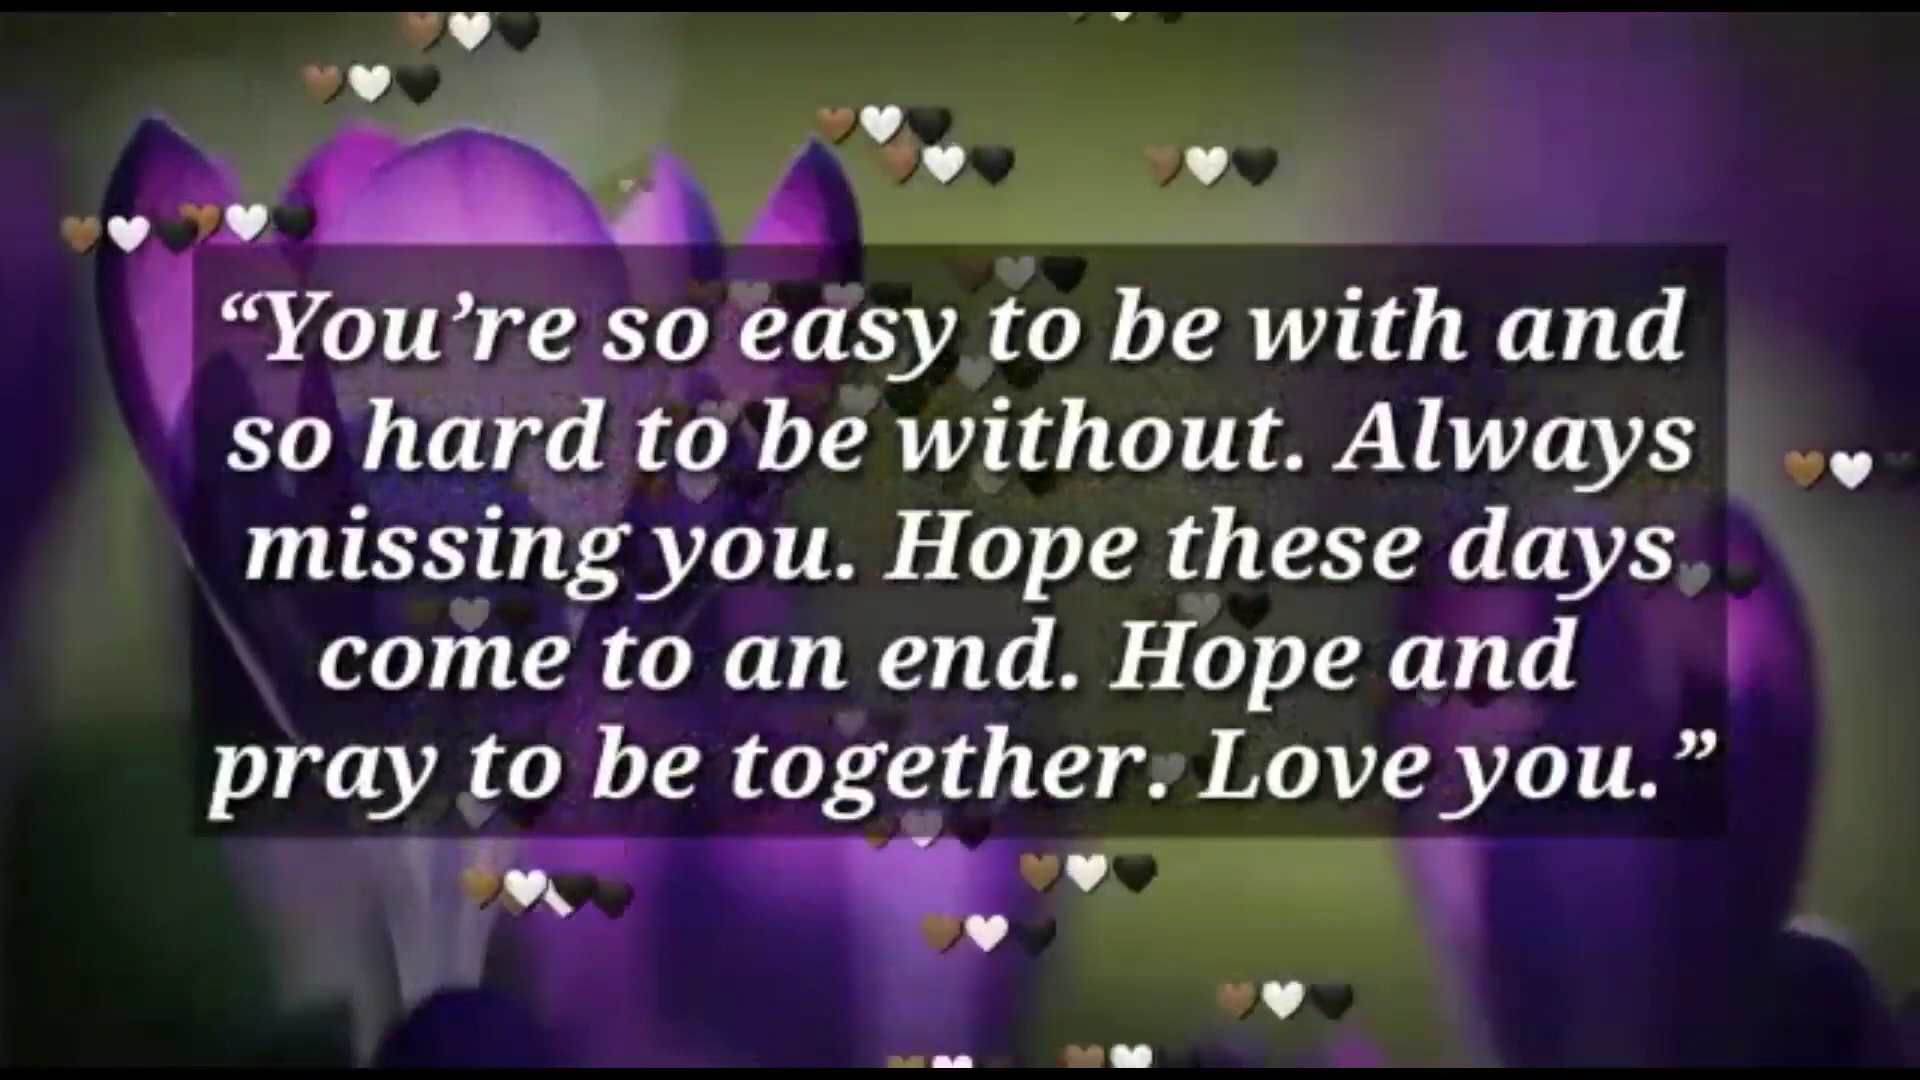 “You’re so easy to be with and
so hard to be without. Always
missing you. Hope these days
come to an end. Hope and
pray to be together. Love you.”